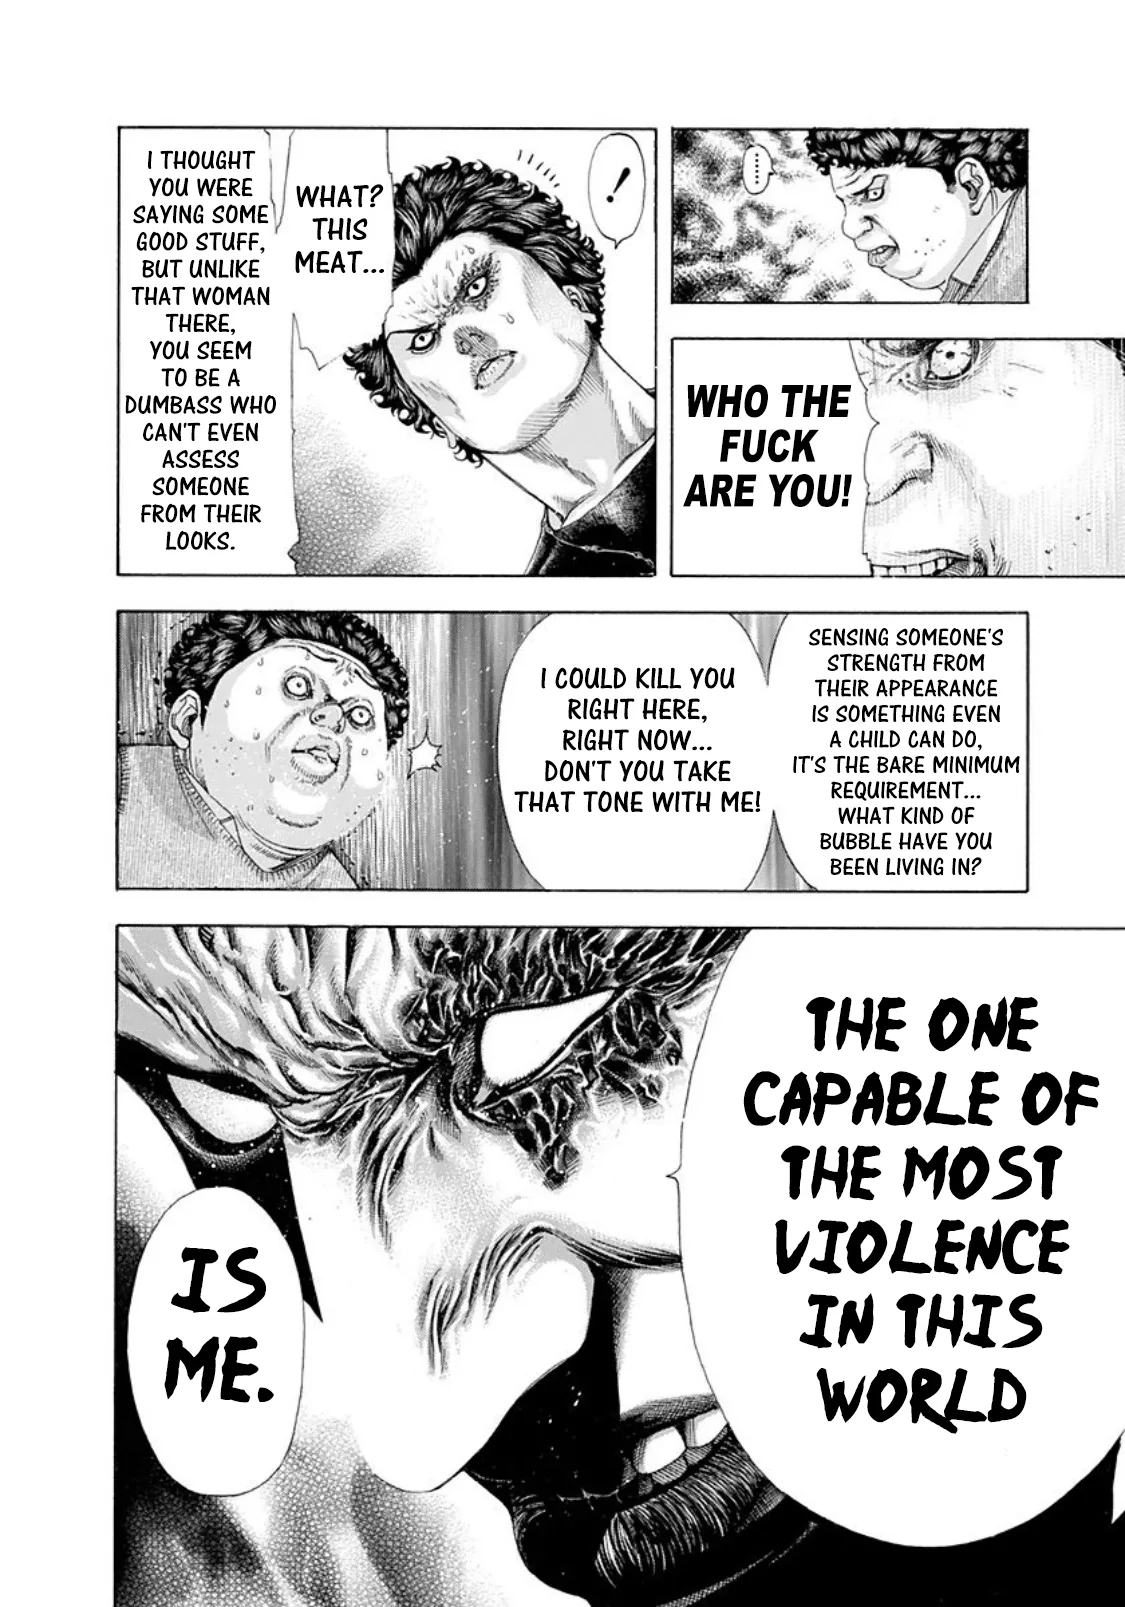 ......
!
WHAT?
THIS
MEAT...
I THOUGHT
YOU WERE
SAYING SOME
GOOD STUFF,
BUT UNLIKE
THAT WOMAN
THERE,
YOU SEEM
TO BE A
DUMBASS WHO
CAN'T EVEN
ASSESS
SOMEONE
FROM THEIR
LOOKS.
WHO THE
FUCK
ARE YOU!
SENSING SOMEONE'S
STRENGTH FROM
THEIR APPEARANCE
IS SOMETHING EVEN
A CHILD CAN DO,
IT'S THE BARE MINIMUM
REQUIREMENT...
WHAT KIND OF
BUBBLE HAVE YOU
BEEN LIVING IN?
I COULD KILL YOU
RIGHT HERE,
RIGHT NOW...
DON'T YOU TAKE
THAT TONE WITH ME!
THE ONE
CAPABLE OF
THE MOST
VIOLENCE
IN THIS
WORLD
IS
ME.